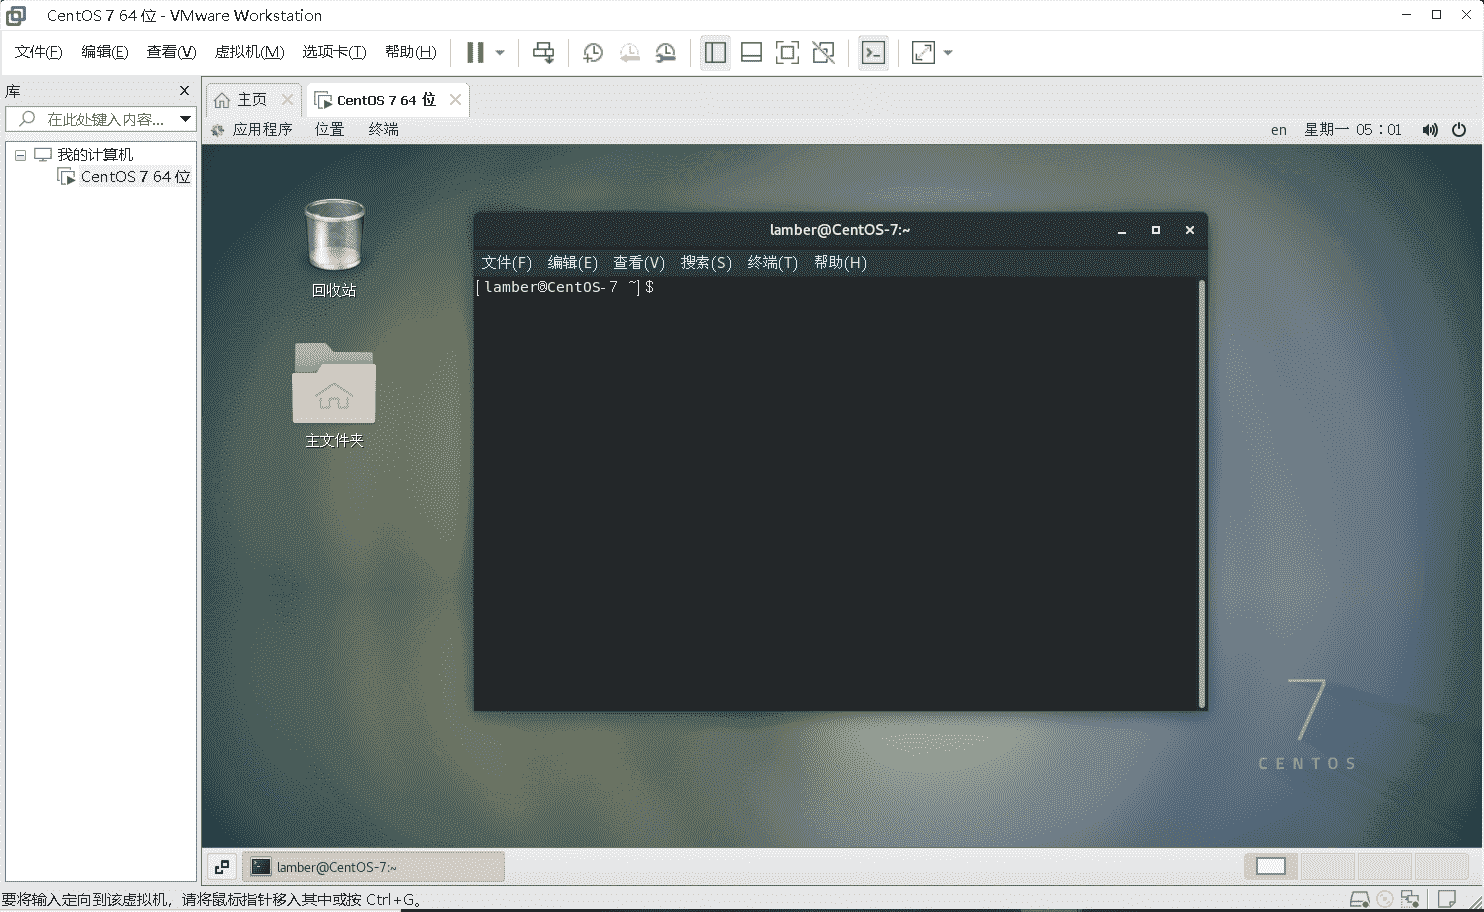 CentOS 7 64 位 - VMware Workstation
文件(F) 编辑(E) 查看(V) 虚拟机(M) 选项卡(T) 帮助(H)
库
在此处键入内容...
我的计算机
CentOS 7 64 位
主页 CentOS 7 64 位
应用程序 位置 终端 en 星期一 05：01
回收站
主文件夹
lamber@CentOS-7:~
文件(F) 编辑(E) 查看(V) 搜索(S) 终端(T) 帮助(H)
[lamber@CentOS-7 ~]$
7
CENTOS
lamber@CentOS-7:~
要将输入定向到该虚拟机，请将鼠标指针移入其中或按 Ctrl+G。